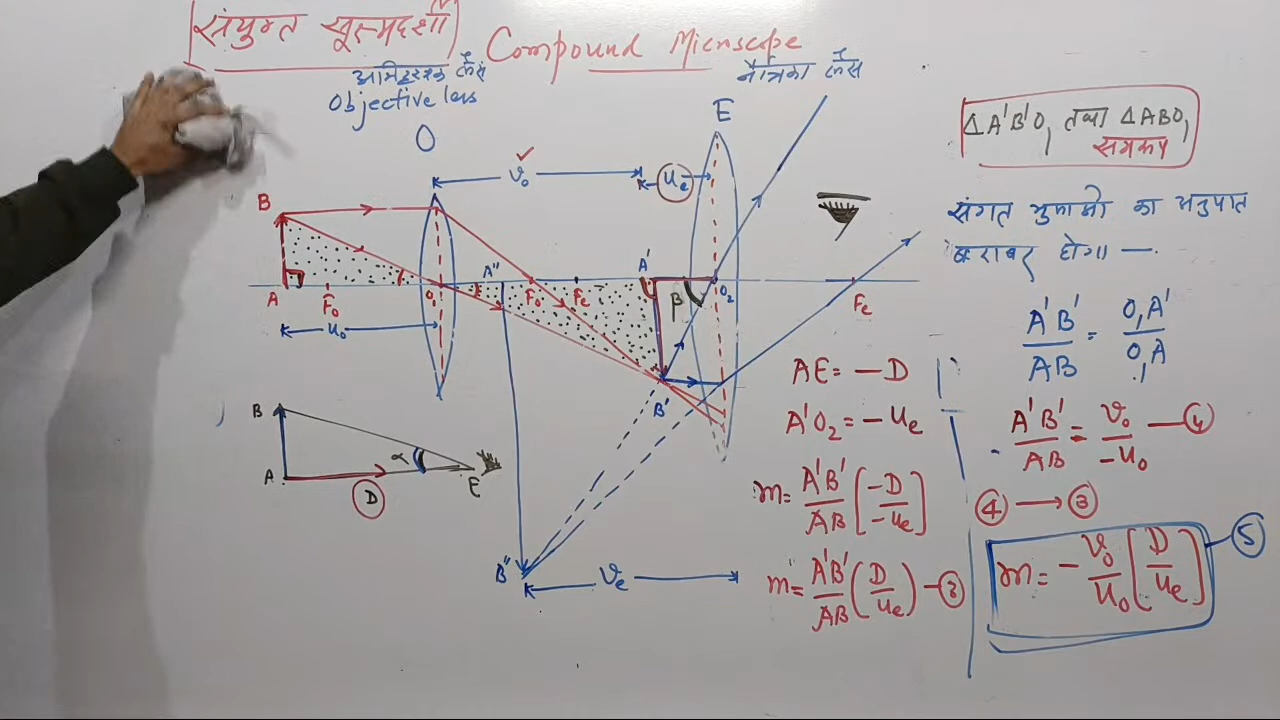 संयुग्त सूक्ष्मदर्शी
Compound Micrscope
अभिदृश्यक लेंस
Objective lens
नेत्रिका लेंस
O
E
v₀ ✓
uₑ
B
A
F₀
u₀
O₁
A''
F₀
Fₑ
A'
β
O₂
Fₑ
B'
B''
vₑ
B
A
α
E
D
AE = -D
A'O₂ = -uₑ
m = A'B'/AB [-D/-uₑ]
m = A'B'/AB (D/uₑ) - ③
ΔA'B'O₁ तथा ΔABO₁
समरूप
संगत भुजाओ का अनुपात
बराबर होगा —
A'B'/AB = O₁A'/O₁A
A'B'/AB = v₀/-u₀ — ④
④ → ③
m = - v₀/u₀ [D/uₑ] ⑤